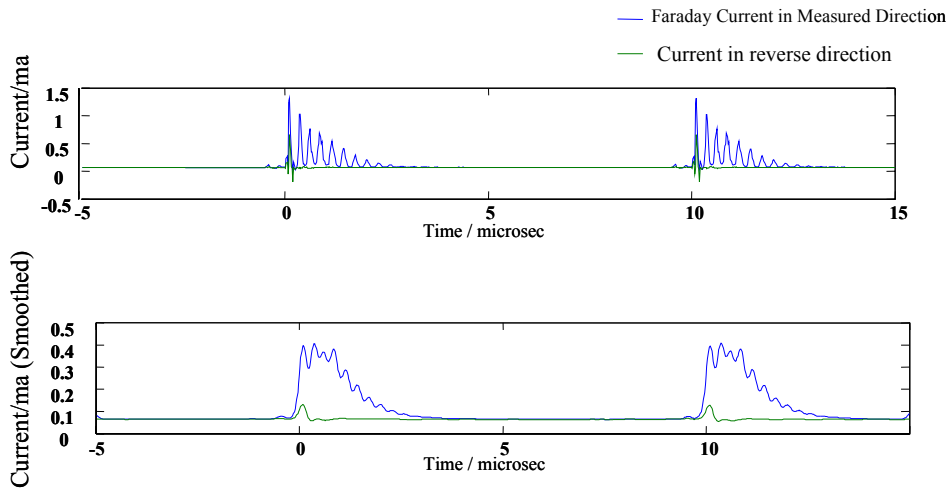 Faraday Current in Measured Direction
Current in reverse direction
Current/ma
1.5
1
0.5
0
-0.5
-5 0 5 10 15
Time / microsec
Current/ma (Smoothed)
0.5
0.4
0.3
0.2
0.1
0
-5 0 5 10
Time / microsec